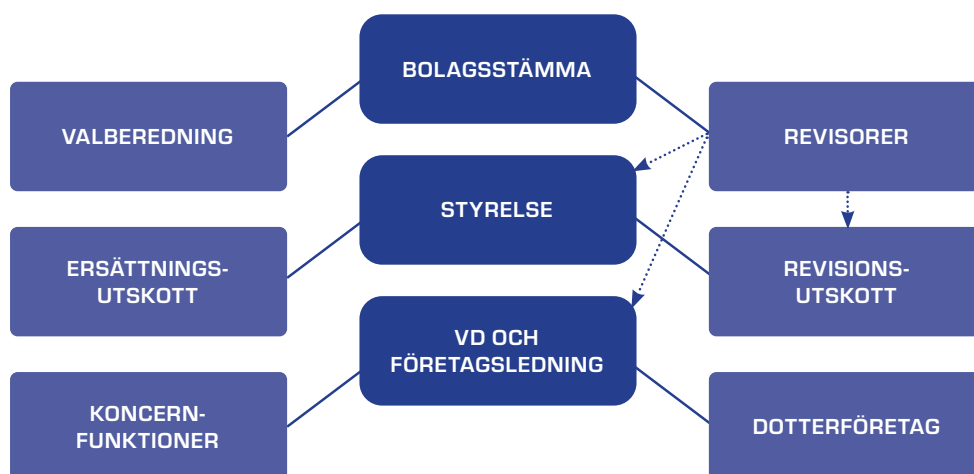 BOLAGSSTÄMMA
VALBEREDNING
REVISORER
STYRELSE
ERSÄTTNINGS-
UTSKOTT
REVISIONS-
UTSKOTT
VD OCH
FÖRETAGSLEDNING
KONCERN-
FUNKTIONER
DOTTERFÖRETAG